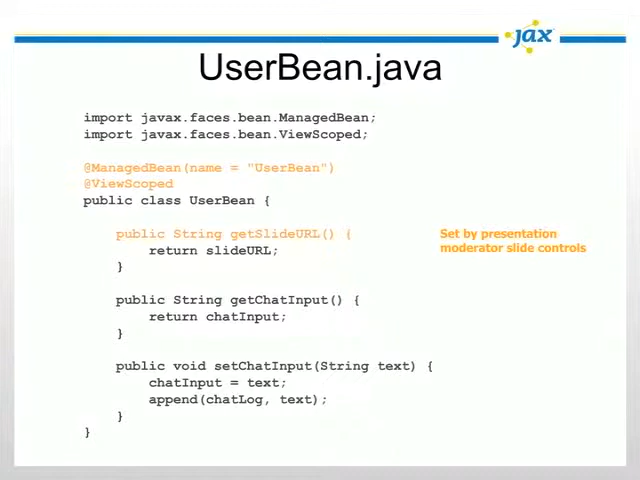 jax
UserBean.java
import javax.faces.bean.ManagedBean;
import javax.faces.bean.ViewScoped;
@ManagedBean(name = "UserBean")
@ViewScoped
public class UserBean {
public String getSlideURL() {
return slideURL;
}
Set by presentation
moderator slide controls
public String getChatInput() {
return chatInput;
}
public void setChatInput(String text) {
chatInput = text;
append(chatLog, text);
}
}